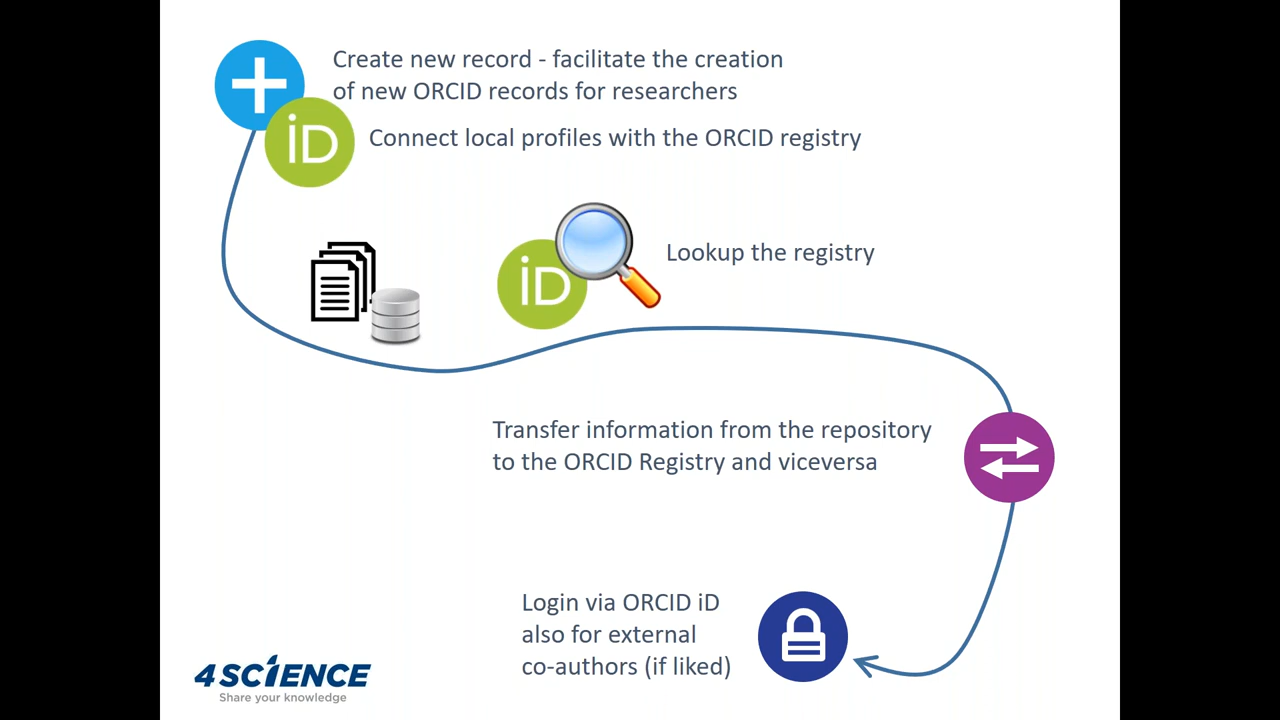 Create new record - facilitate the creation
of new ORCID records for researchers
iD
Connect local profiles with the ORCID registry
iD
Lookup the registry
Transfer information from the repository
to the ORCID Registry and viceversa
Login via ORCID iD
also for external
co-authors (if liked)
4SCIENCE
Share your knowledge